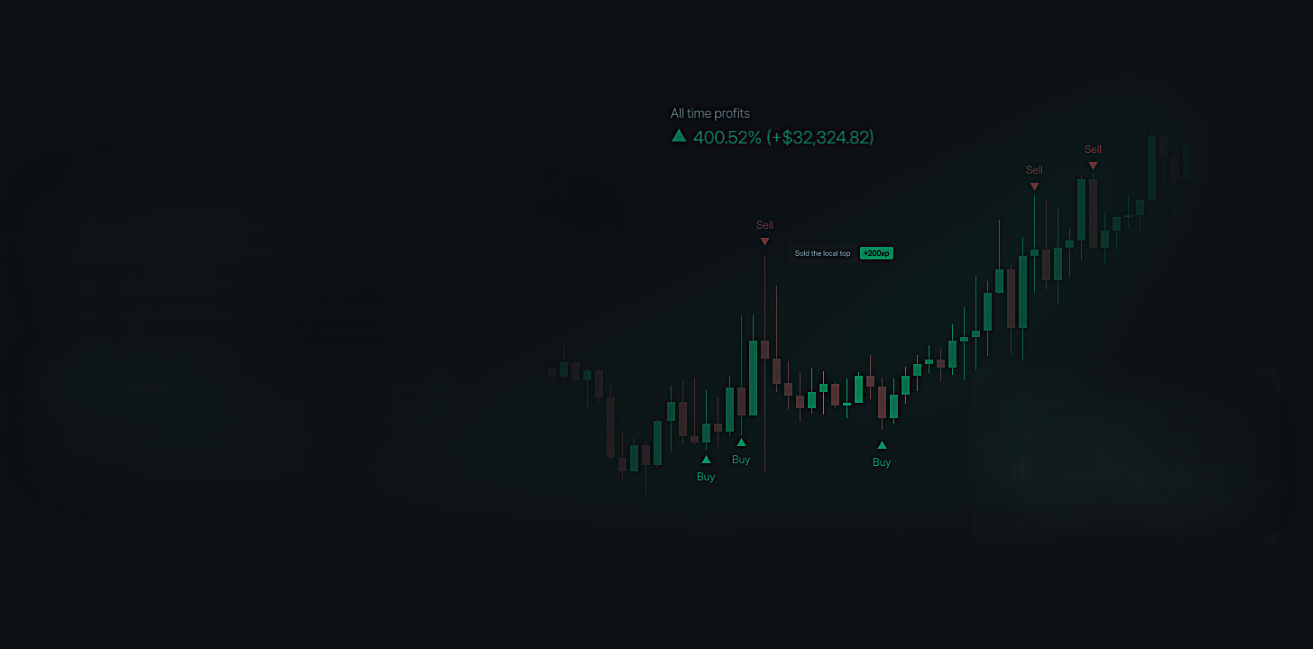 All time profits
400.52% (+$32,324.82)
Sell
Sell
Sell
Sold the local top
+200xp
Buy
Buy
Buy